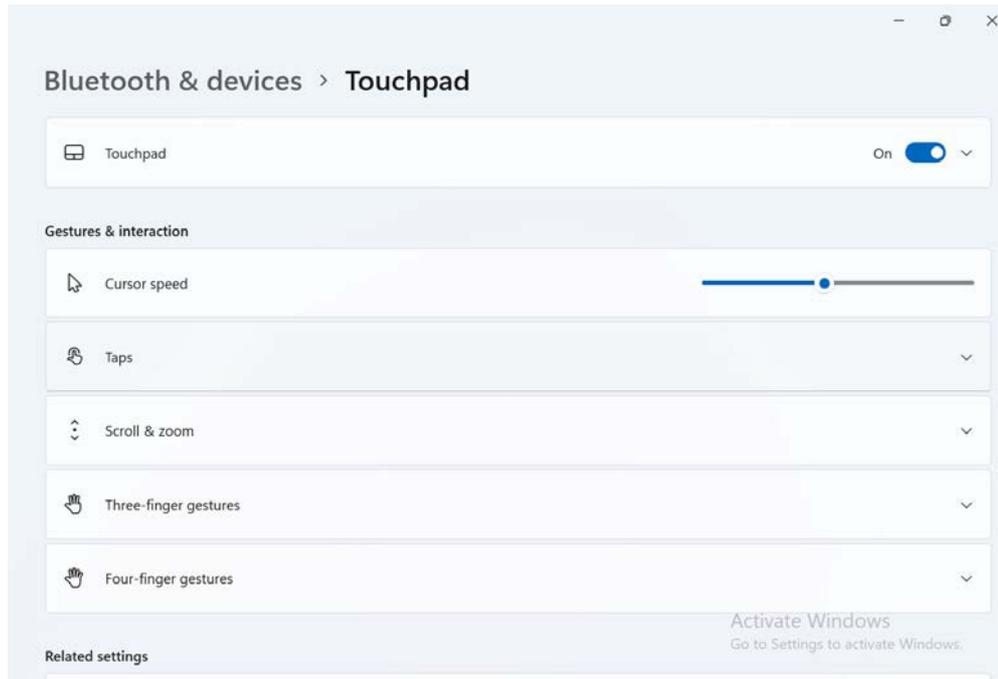 Bluetooth & devices > Touchpad
Touchpad On
Gestures & interaction
Cursor speed
Taps
Scroll & zoom
Three-finger gestures
Four-finger gestures
Activate Windows
Go to Settings to activate Windows.
Related settings